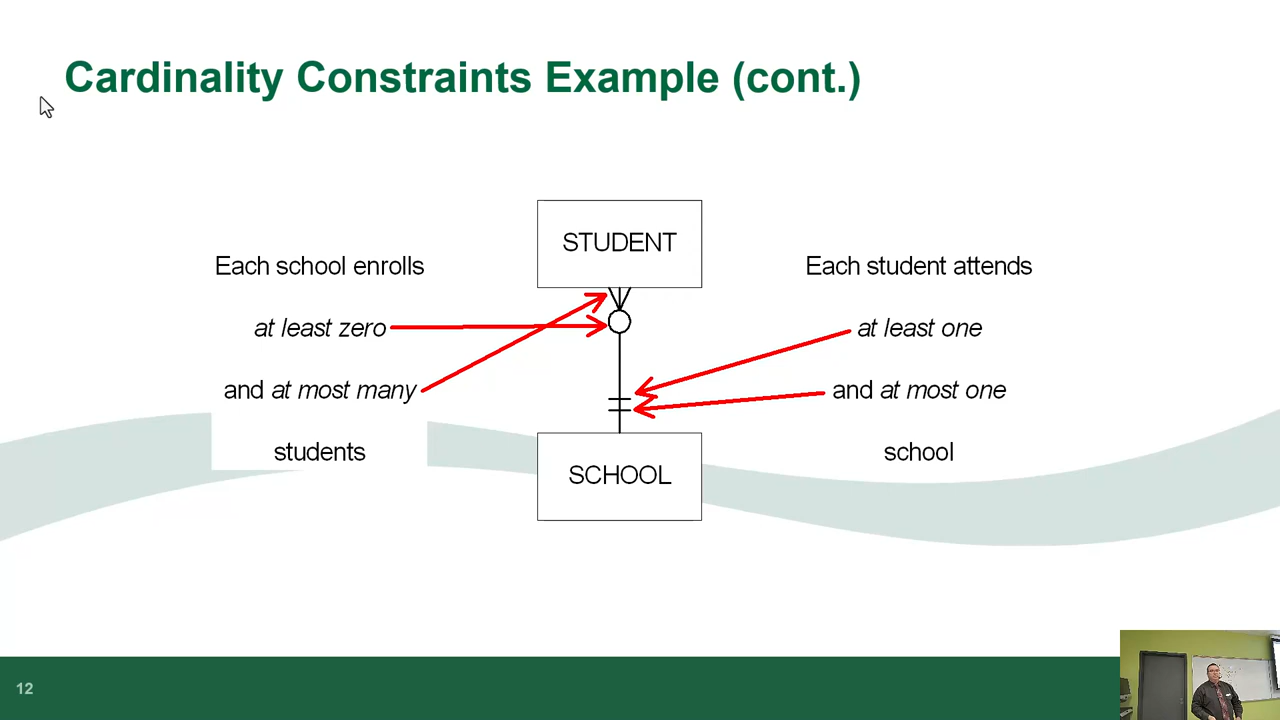 Cardinality Constraints Example (cont.)
Each school enrolls
at least zero
and at most many
students
STUDENT
SCHOOL
Each student attends
at least one
and at most one
school
12